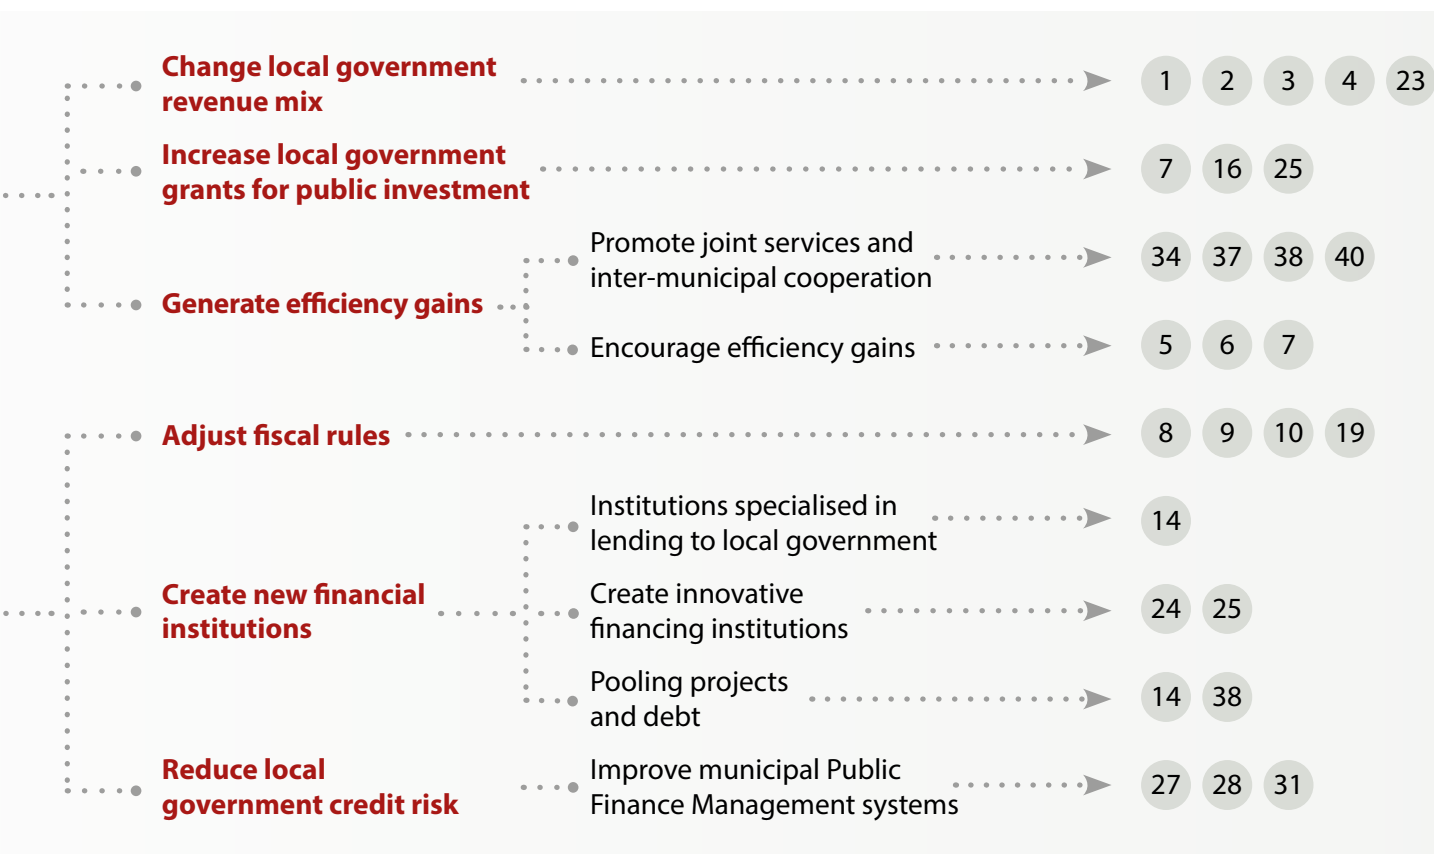 Change local government
revenue mix
1 2 3 4 23
Increase local government
grants for public investment
7 16 25
Generate efficiency gains
Promote joint services and
inter-municipal cooperation
34 37 38 40
Encourage efficiency gains
5 6 7
Adjust fiscal rules
8 9 10 19
Create new financial
institutions
Institutions specialised in
lending to local government
14
Create innovative
financing institutions
24 25
Pooling projects
and debt
14 38
Reduce local
government credit risk
Improve municipal Public
Finance Management systems
27 28 31